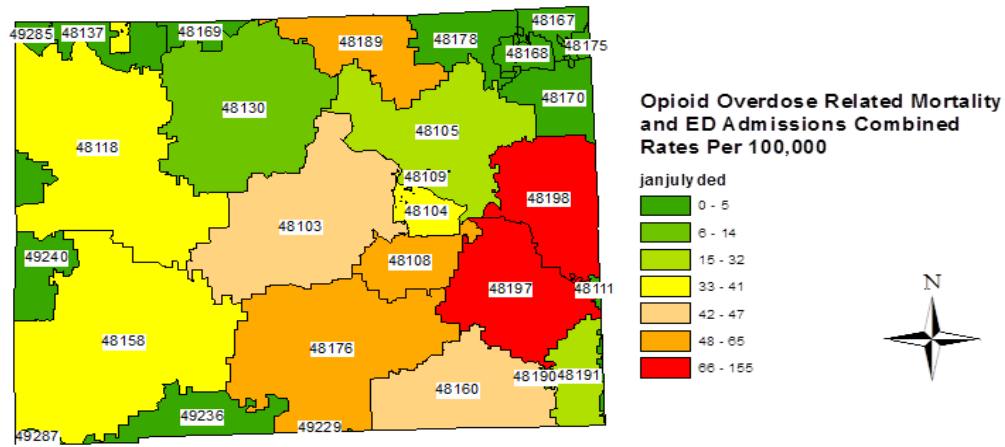 48167
49285 48137 48169 48189 48178 48175
48168
48130 48170
48105
48118
48109
48198
48104
48103
49240
48108
48197 48111
48158
48176
48160 48190 48191
49236
49229
49287
Opioid Overdose Related Mortality
and ED Admissions Combined
Rates Per 100,000
janjulyded
0 - 5
6 - 14
15 - 32
33 - 41
42 - 47
48 - 65
66 - 155
N